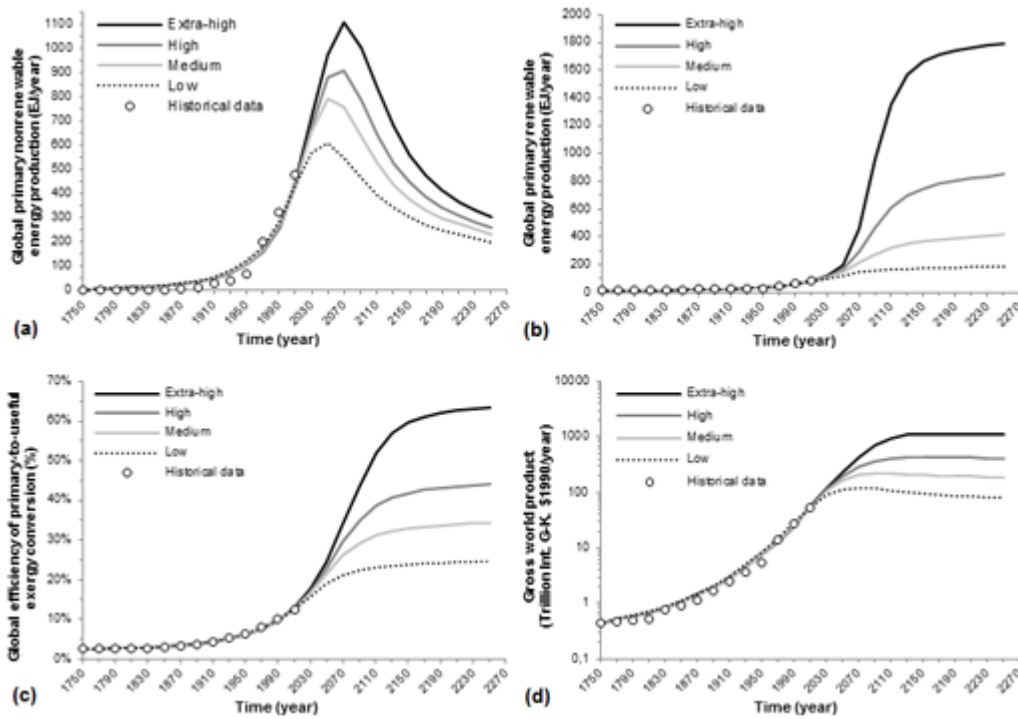 1100
1000
900
800
700
600
500
400
300
200
100
0
Global primary nonrenewable
energy production (EJ/year)
Extra-high
High
Medium
Low
Historical data
1750
1790
1830
1870
1910
1950
1990
2030
2070
2110
2150
2190
2230
2270
Time (year)
(a)
2000
1800
1600
1400
1200
1000
800
600
400
200
0
Global primary renewable
energy production (EJ/year)
Extra-high
High
Medium
Low
Historical data
1750
1790
1830
1870
1910
1950
1990
2030
2070
2110
2150
2190
2230
2270
Time (year)
(b)
70%
60%
50%
40%
30%
20%
10%
0%
Global efficiency of primary-to-useful
exergy conversion (%)
Extra-high
High
Medium
Low
Historical data
1750
1790
1830
1870
1910
1950
1990
2030
2070
2110
2150
2190
2230
2270
Time (year)
(c)
10000
1000
100
10
1
0,1
Gross world product
(Trillion Int. G-K. $1990/year)
Extra-high
High
Medium
Low
Historical data
1750
1790
1830
1870
1910
1950
1990
2030
2070
2110
2150
2190
2230
2270
Time (year)
(d)